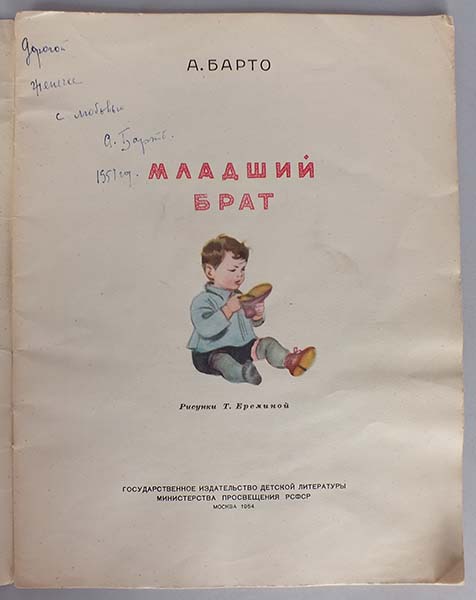 Дорогой
Женечке
с любовью
А. Барто.
1957 год.
А. БАРТО
МЛАДШИЙ
БРАТ
Рисунки Т. Ереминой
ГОСУДАРСТВЕННОЕ ИЗДАТЕЛЬСТВО ДЕТСКОЙ ЛИТЕРАТУРЫ
МИНИСТЕРСТВА ПРОСВЕЩЕНИЯ РСФСР
МОСКВА 1954